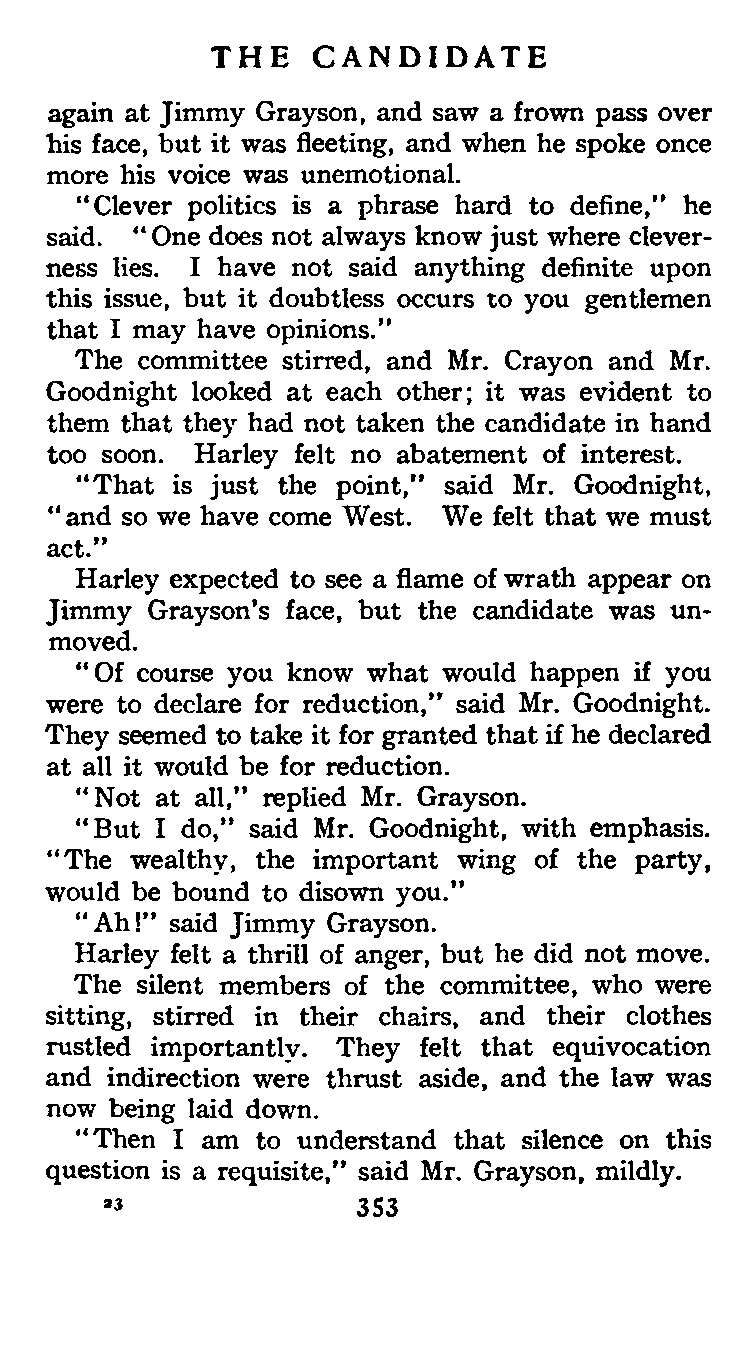 THE CANDIDATE
again at Jimmy Grayson, and saw a frown pass over
his face, but it was fleeting, and when he spoke once
more his voice was unemotional.
"Clever politics is a phrase hard to define," he
said. "One does not always know just where clever-
ness lies. I have not said anything definite upon
this issue, but it doubtless occurs to you gentlemen
that I may have opinions."
The committee stirred, and Mr. Crayon and Mr.
Goodnight looked at each other; it was evident to
them that they had not taken the candidate in hand
too soon. Harley felt no abatement of interest.
"That is just the point," said Mr. Goodnight,
"and so we have come West. We felt that we must
act."
Harley expected to see a flame of wrath appear on
Jimmy Grayson's face, but the candidate was un-
moved.
"Of course you know what would happen if you
were to declare for reduction," said Mr. Goodnight.
They seemed to take it for granted that if he declared
at all it would be for reduction.
"Not at all," replied Mr. Grayson.
"But I do," said Mr. Goodnight, with emphasis.
"The wealthy, the important wing of the party,
would be bound to disown you."
"Ah!" said Jimmy Grayson.
Harley felt a thrill of anger, but he did not move.
The silent members of the committee, who were
sitting, stirred in their chairs, and their clothes
rustled importantly. They felt that equivocation
and indirection were thrust aside, and the law was
now being laid down.
"Then I am to understand that silence on this
question is a requisite," said Mr. Grayson, mildly.
23 353